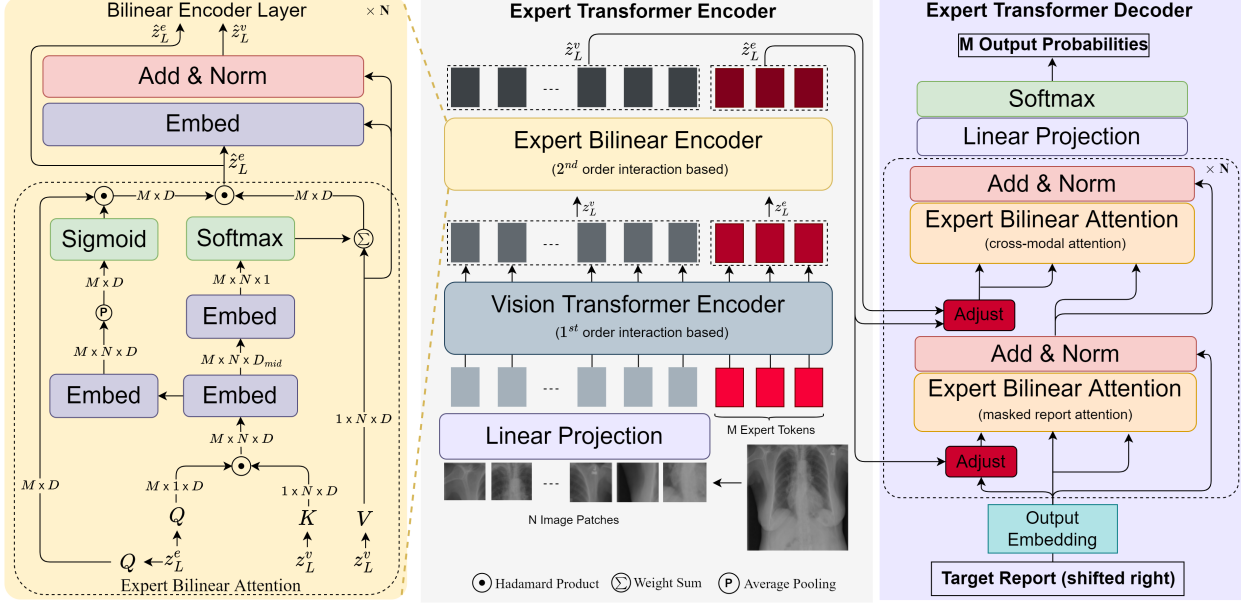 Bilinear Encoder Layer
× N
ẑ_L^e
ẑ_L^v
Add & Norm
Embed
ẑ_L^e
M x D
M x D
Sigmoid
Softmax
Σ
M x D
M x N x 1
P
Embed
M x N x D
M x N x D_mid
Embed
Embed
1 x N x D
M x N x D
M x D
M x 1 x D
1 x N x D
Q
K
V
Q
z_L^e
z_L^v
z_L^v
Expert Bilinear Attention
Expert Transformer Encoder
ẑ_L^v
ẑ_L^e
---
Expert Bilinear Encoder
(2nd order interaction based)
z_L^v
z_L^e
---
Vision Transformer Encoder
(1st order interaction based)
---
M Expert Tokens
Linear Projection
---
N Image Patches
Hadamard Product
Σ Weight Sum
P Average Pooling
Expert Transformer Decoder
M Output Probabilities
Softmax
Linear Projection
× N
Add & Norm
Expert Bilinear Attention
(cross-modal attention)
Adjust
Add & Norm
Expert Bilinear Attention
(masked report attention)
Adjust
Output
Embedding
Target Report (shifted right)